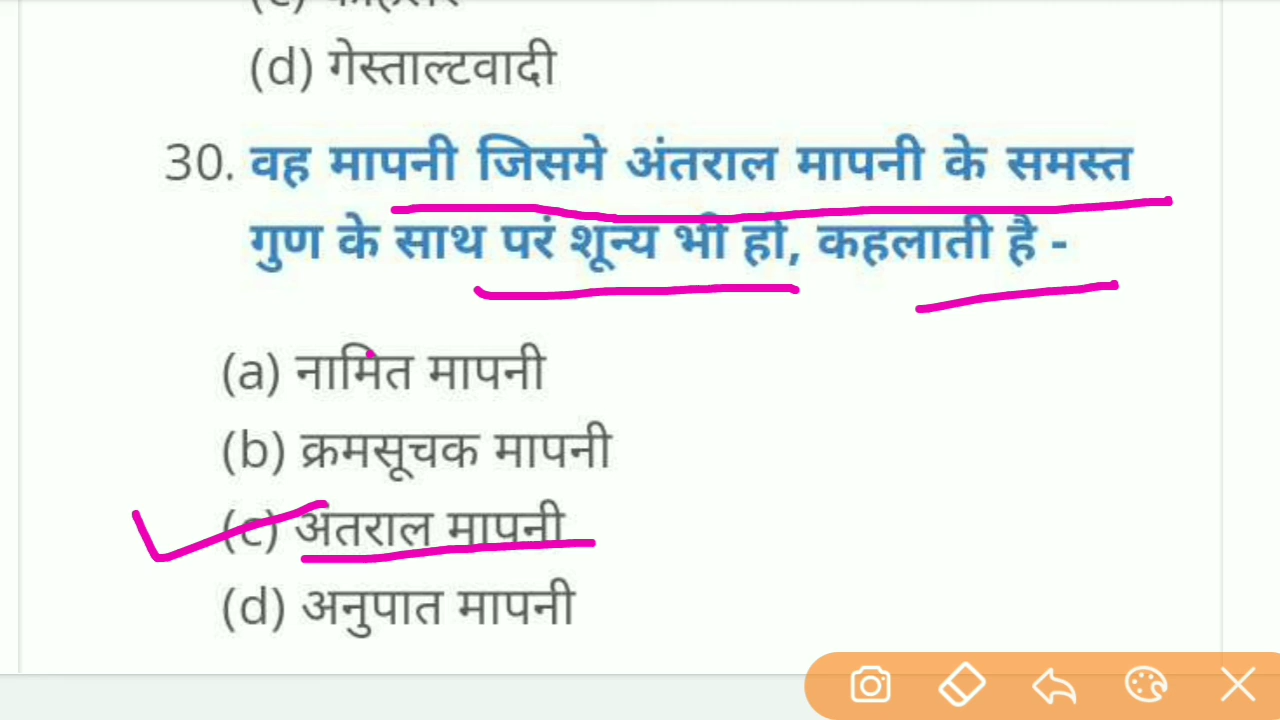 (d) गेस्ताल्टवादी
30. वह मापनी जिसमे अंतराल मापनी के समस्त
गुण के साथ परं शून्य भी हो, कहलाती है -
(a) नामित मापनी
(b) क्रमसूचक मापनी
(c) अंतराल मापनी
(d) अनुपात मापनी